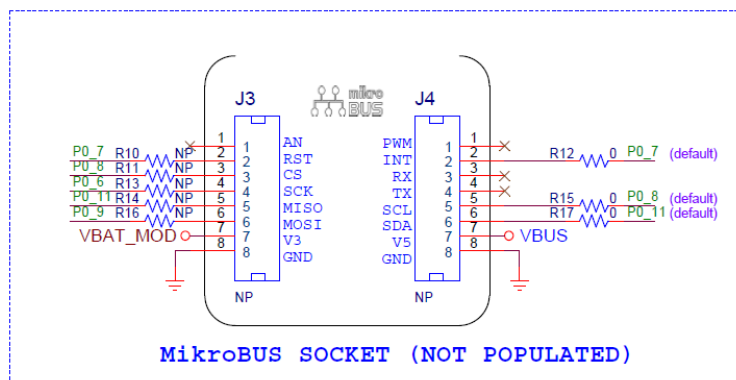 mikro
BUS
J3 J4
1 1 AN PWM 1 1
P0_7 R10 NP 2 2 RST INT 2 2 R12 0 P0_7 (default)
P0_8 R11 NP 3 3 CS RX 3 3
P0_6 R13 NP 4 4 SCK TX 4 4
P0_11 R14 NP 5 5 MISO SCL 5 5 R15 0 P0_8 (default)
P0_9 R16 NP 6 6 MOSI SDA 6 6 R17 0 P0_11 (default)
VBAT_MOD 7 7 V3 V5 7 7 VBUS
8 8 GND GND 8 8
NP NP
MikroBUS SOCKET (NOT POPULATED)